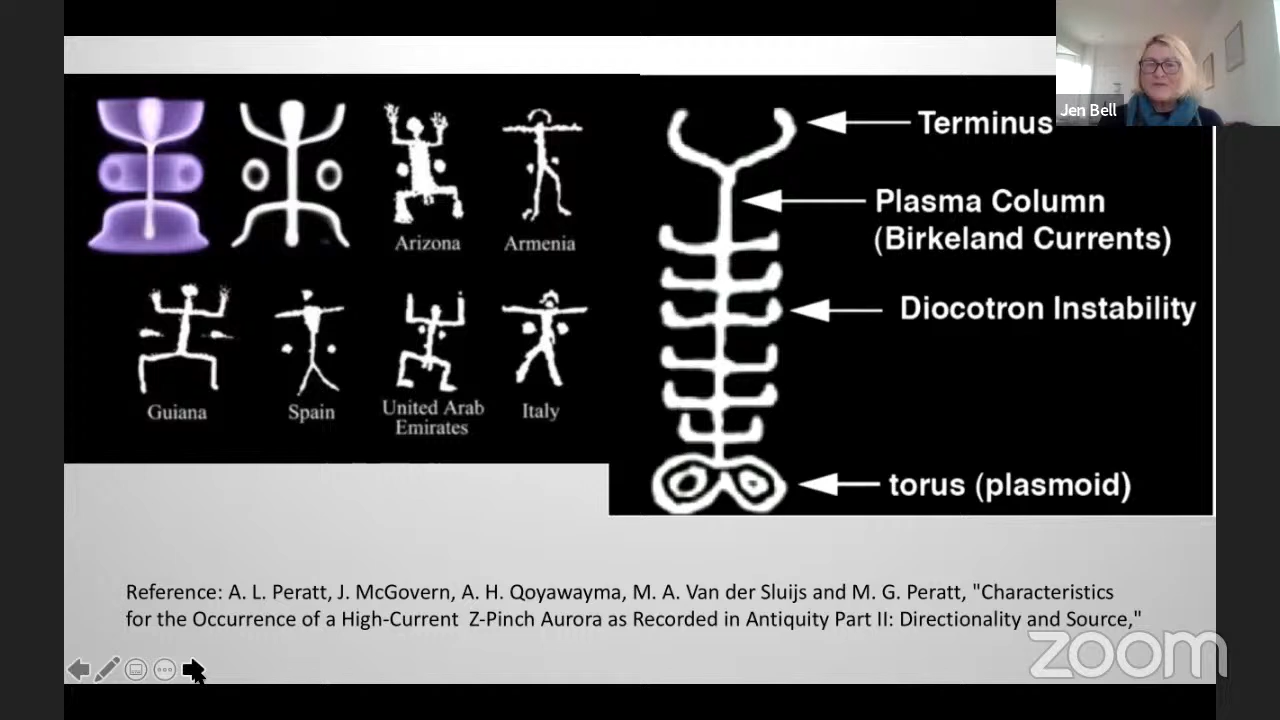 Jen Bell
Terminus
Plasma Column
(Birkeland Currents)
Diocotron Instability
torus (plasmoid)
Arizona
Armenia
Guiana
Spain
United Arab
Emirates
Italy
Reference: A. L. Peratt, J. McGovern, A. H. Qoyawayma, M. A. Van der Sluijs and M. G. Peratt, "Characteristics
for the Occurrence of a High-Current Z-Pinch Aurora as Recorded in Antiquity Part II: Directionality and Source,"
zoom